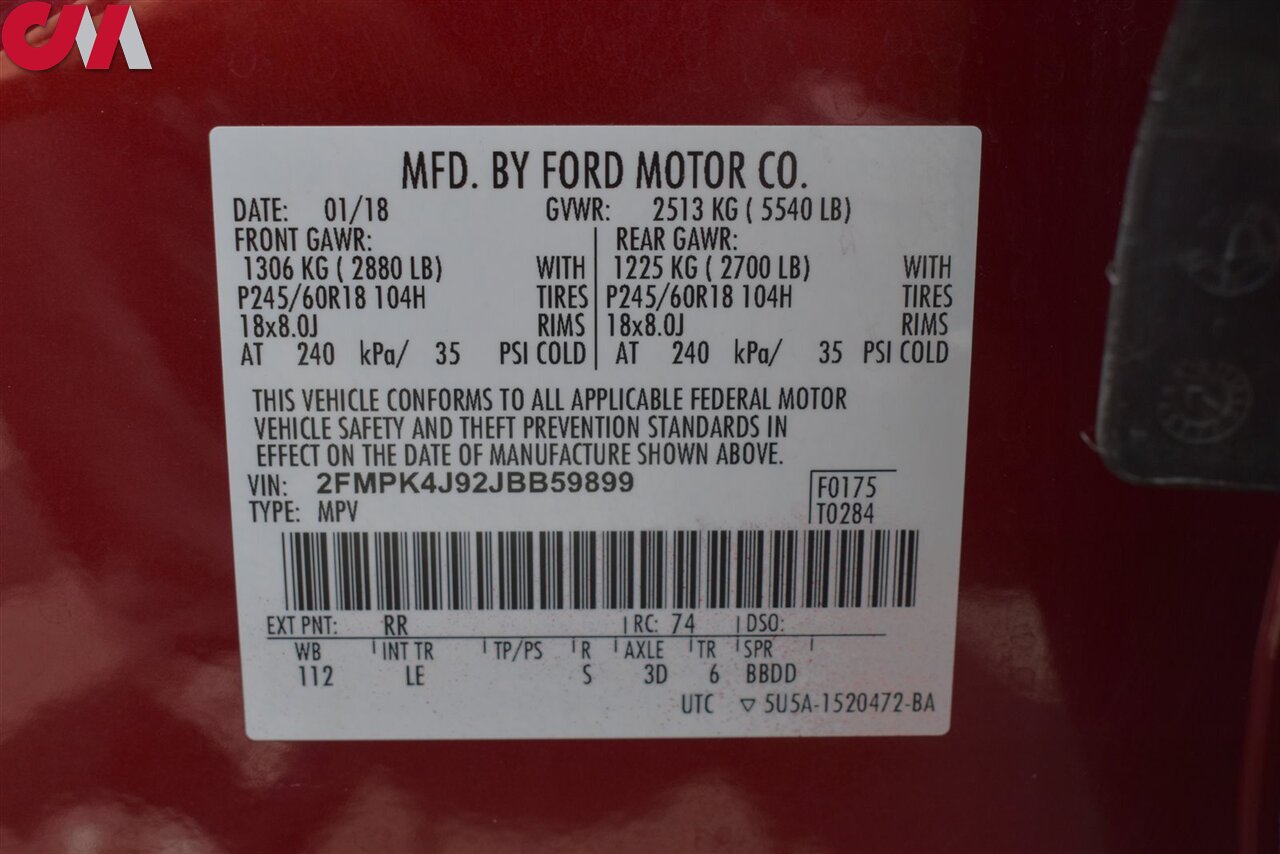 CM
MFD. BY FORD MOTOR CO.
DATE: 01/18 GVWR: 2513 KG ( 5540 LB)
FRONT GAWR: REAR GAWR:
1306 KG ( 2880 LB) WITH 1225 KG ( 2700 LB) WITH
P245/60R18 104H TIRES P245/60R18 104H TIRES
18x8.0J RIMS 18x8.0J RIMS
AT 240 kPa/ 35 PSI COLD AT 240 kPa/ 35 PSI COLD
THIS VEHICLE CONFORMS TO ALL APPLICABLE FEDERAL MOTOR
VEHICLE SAFETY AND THEFT PREVENTION STANDARDS IN
EFFECT ON THE DATE OF MANUFACTURE SHOWN ABOVE.
VIN: 2FMPK4J92JBB59899 F0175
TYPE: MPV T0284
EXT PNT: RR RC: 74 DSO:
WB INT TR TP/PS R AXLE TR SPR
112 LE S 3D 6 BBDD
UTC ▽ 5U5A-1520472-BA